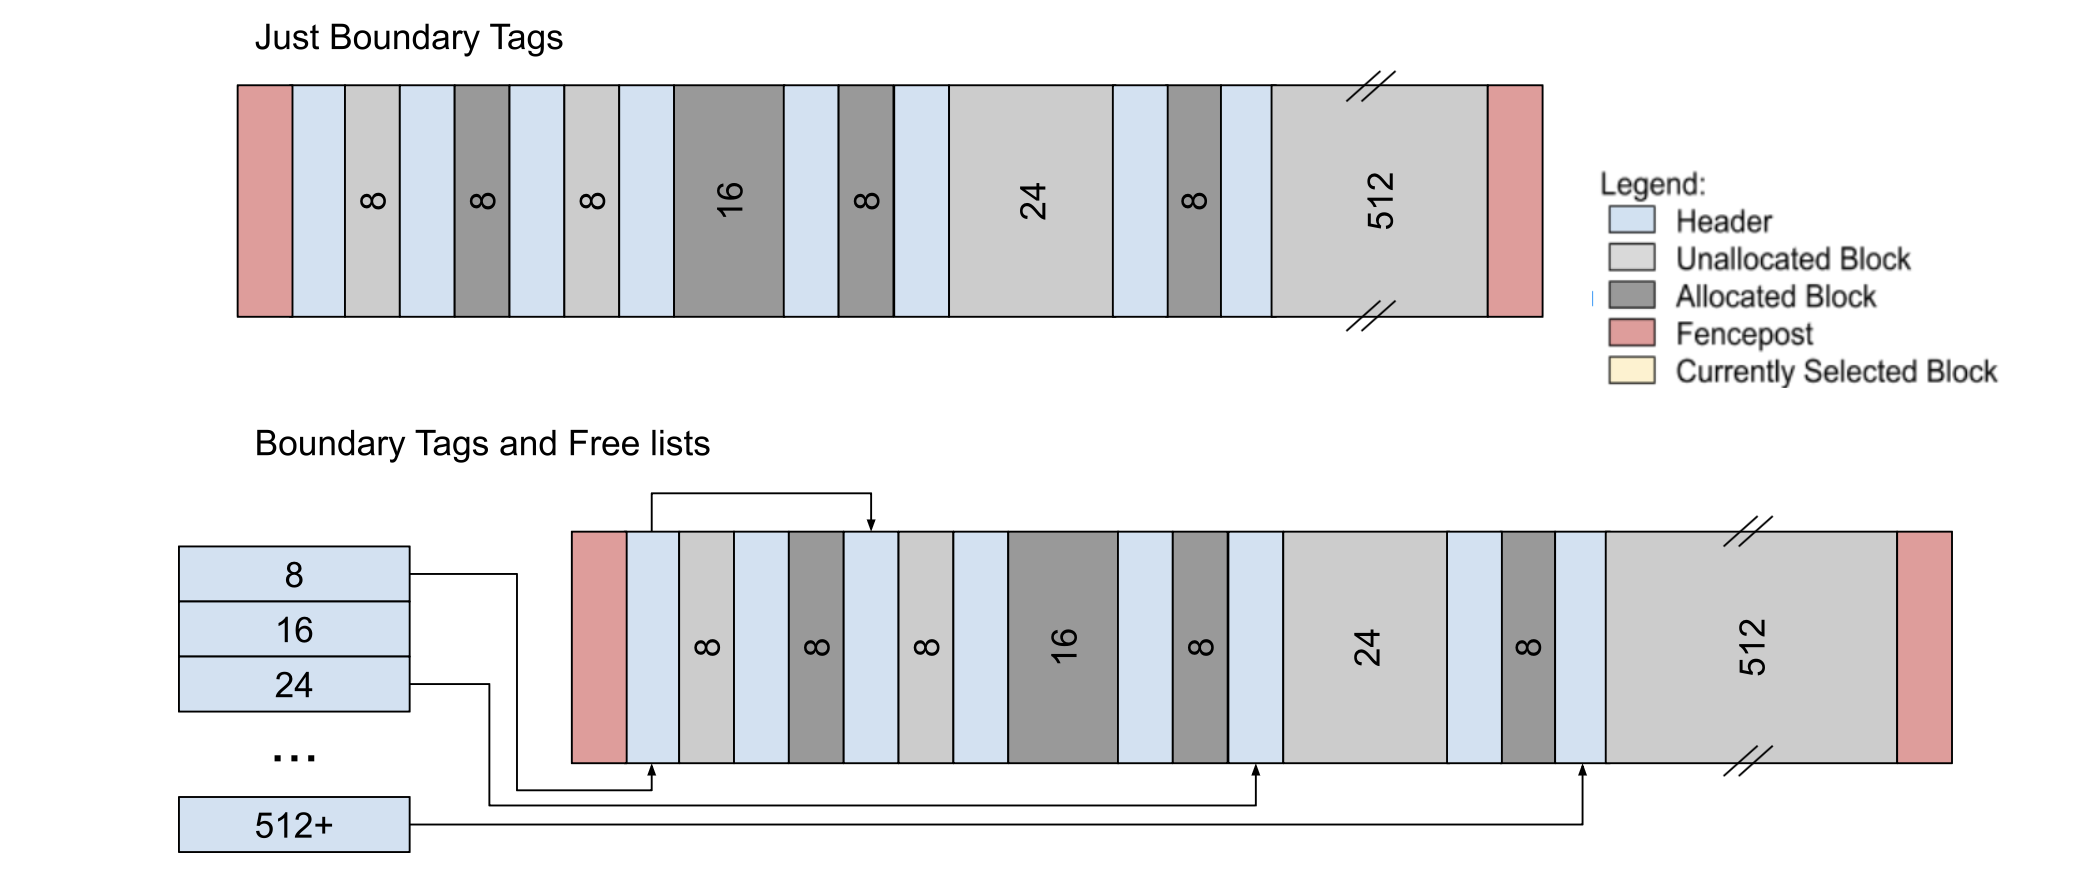 Just Boundary Tags
8
8
8
16
8
24
8
512
Legend:
Header
Unallocated Block
Allocated Block
Fencepost
Currently Selected Block
Boundary Tags and Free lists
8
16
24
...
512+
8
8
8
16
8
24
8
512